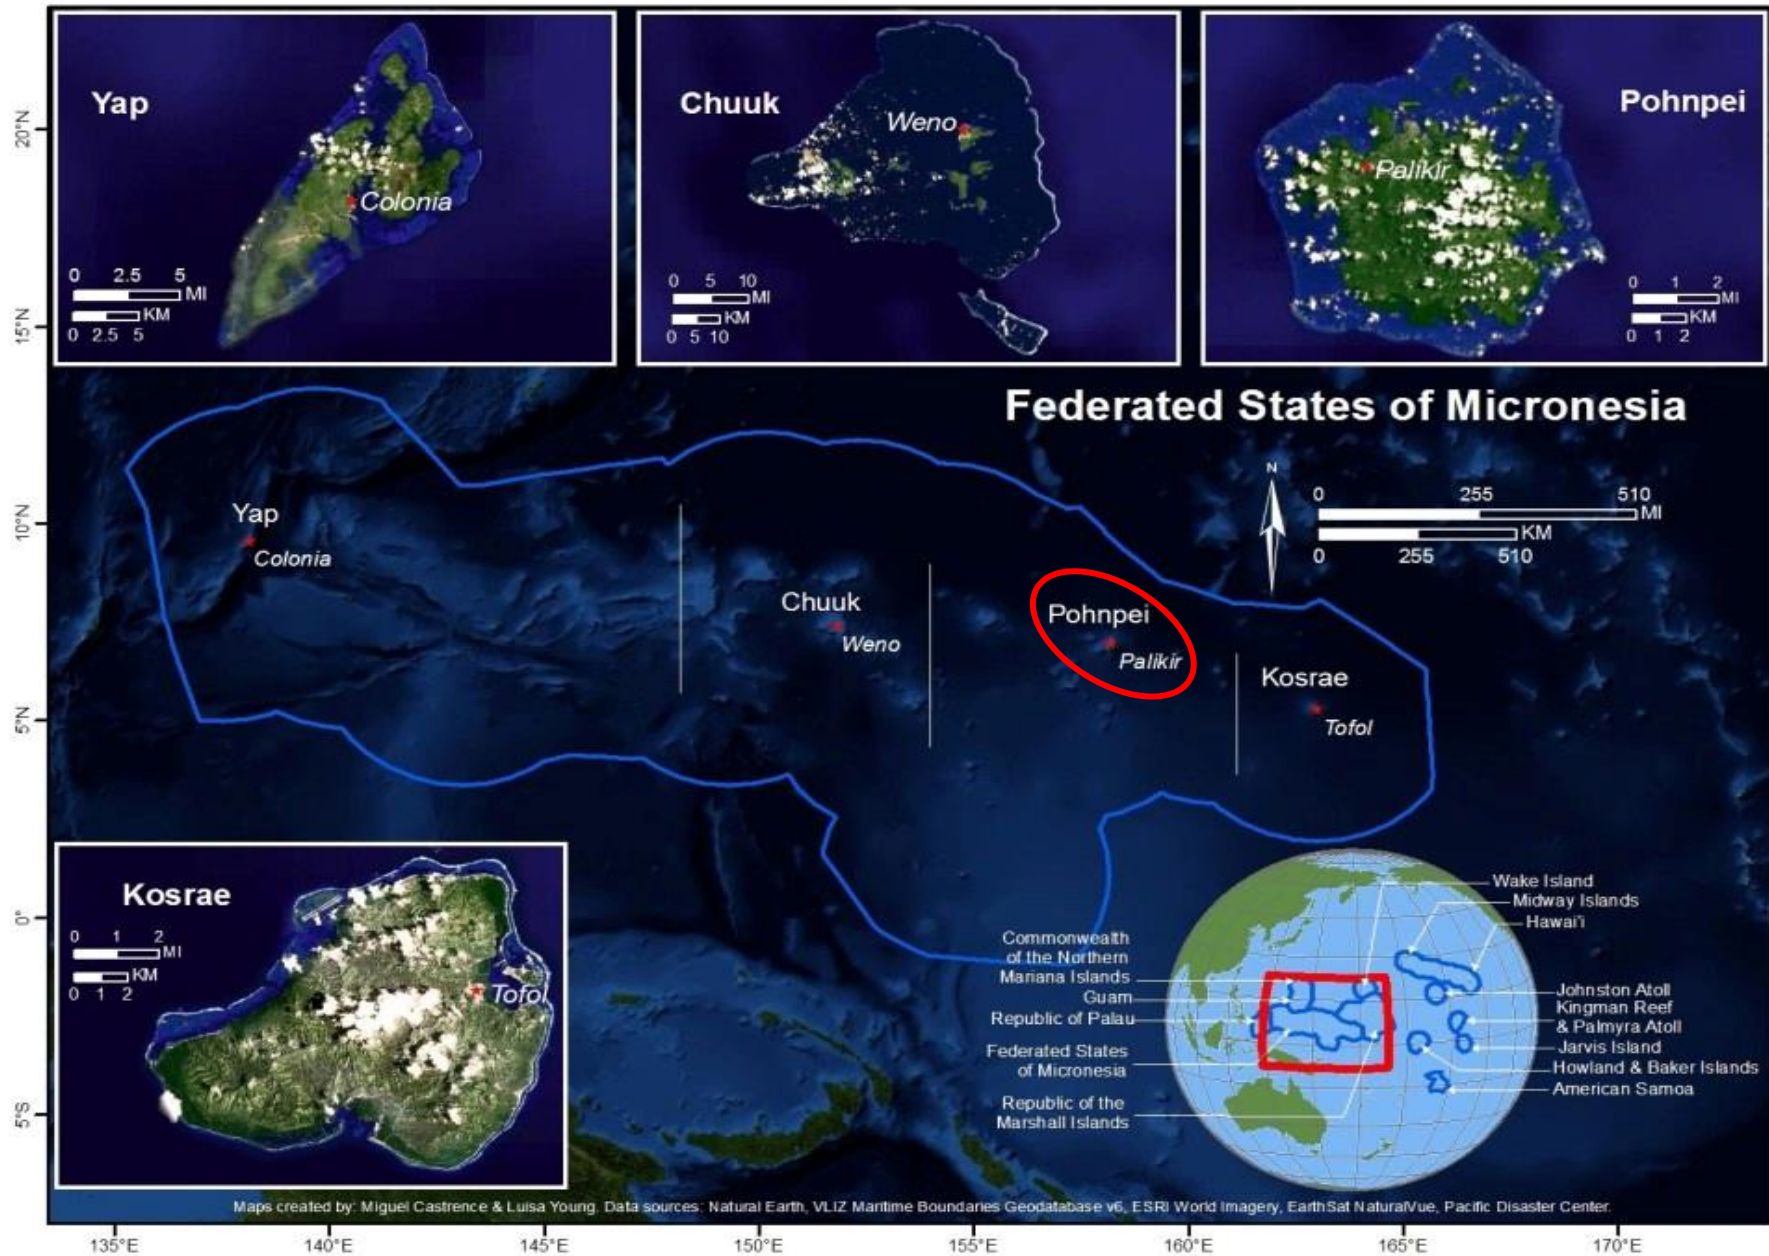 Yap
Colonia
0 2.5 5
MI
KM
0 2.5 5
Chuuk
Weno
0 5 10
MI
KM
0 5 10
Pohnpei
Palikir
0 1 2
MI
KM
0 1 2
20°N
15°N
10°N
5°N
0°
5°S
Federated States of Micronesia
N
0 255 510
MI
KM
0 255 510
Yap
Colonia
Chuuk
Weno
Pohnpei
Palikir
Kosrae
Tofol
Kosrae
0 1 2
MI
KM
0 1 2
Tofol
Wake Island
Midway Islands
Hawai'i
Commonwealth
of the Northern
Mariana Islands
Guam
Republic of Palau
Federated States
of Micronesia
Republic of the
Marshall Islands
Johnston Atoll
Kingman Reef
& Palmyra Atoll
Jarvis Island
Howland & Baker Islands
American Samoa
Maps created by: Miguel Castrence & Luisa Young. Data sources: Natural Earth, VLIZ Maritime Boundaries Geodatabase v6, ESRI World Imagery, EarthSat NaturalVue, Pacific Disaster Center.
135°E 140°E 145°E 150°E 155°E 160°E 165°E 170°E